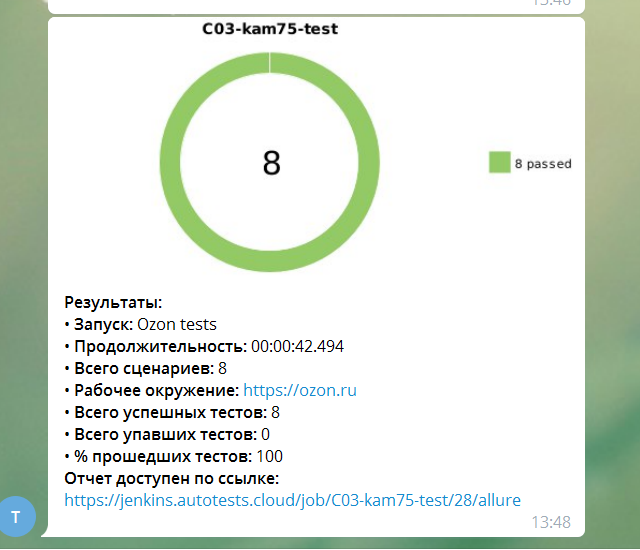 13:46
C03-kam75-test
8
8 passed
Результаты:
• Запуск: Ozon tests
• Продолжительность: 00:00:42.494
• Всего сценариев: 8
• Рабочее окружение: https://ozon.ru
• Всего успешных тестов: 8
• Всего упавших тестов: 0
• % прошедших тестов: 100
Отчет доступен по ссылке:
https://jenkins.autotests.cloud/job/C03-kam75-test/28/allure
T
13:48